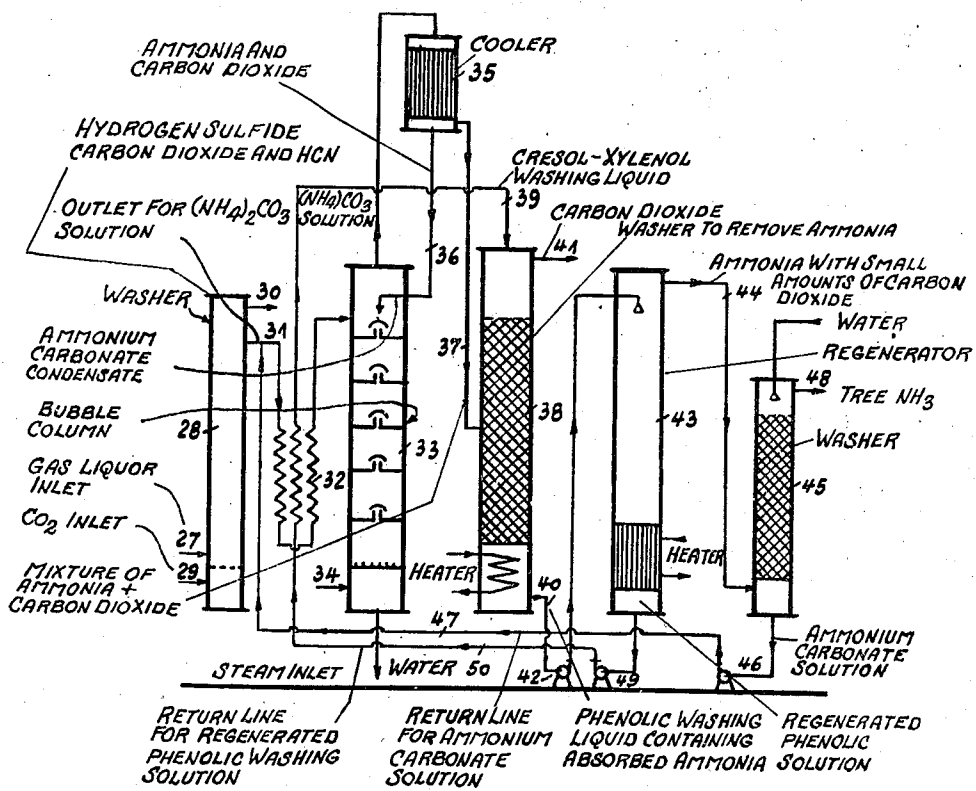 AMMONIA AND
CARBON DIOXIDE
COOLER
35
HYDROGEN SULFIDE
CARBON DIOXIDE AND HCN
CRESOL-XYLENOL
WASHING LIQUID
OUTLET FOR (NH4)2CO3
SOLUTION
(NH4)CO3
SOLUTION
39
CARBON DIOXIDE
WASHER TO REMOVE AMMONIA
36
41
AMMONIA WITH SMALL
AMOUNTS OF CARBON
DIOXIDE
44
WASHER
30
31
WATER
AMMONIUM
CARBONATE
CONDENSATE
37
REGENERATOR
48
TREE NH3
BUBBLE
COLUMN
28
38
43
WASHER
33
32
45
GAS LIQUOR
INLET
CO2 INLET
27
29
34
HEATER
HEATER
40
MIXTURE OF
AMMONIA +
CARBON DIOXIDE
47
AMMONIUM
CARBONATE
SOLUTION
STEAM INLET
WATER
50
42
49
46
RETURN LINE
FOR REGENERATED
PHENOLIC WASHING
SOLUTION
RETURN LINE
FOR AMMONIUM
CARBONATE
SOLUTION
PHENOLIC WASHING
LIQUID CONTAINING
ABSORBED AMMONIA
REGENERATED
PHENOLIC
SOLUTION